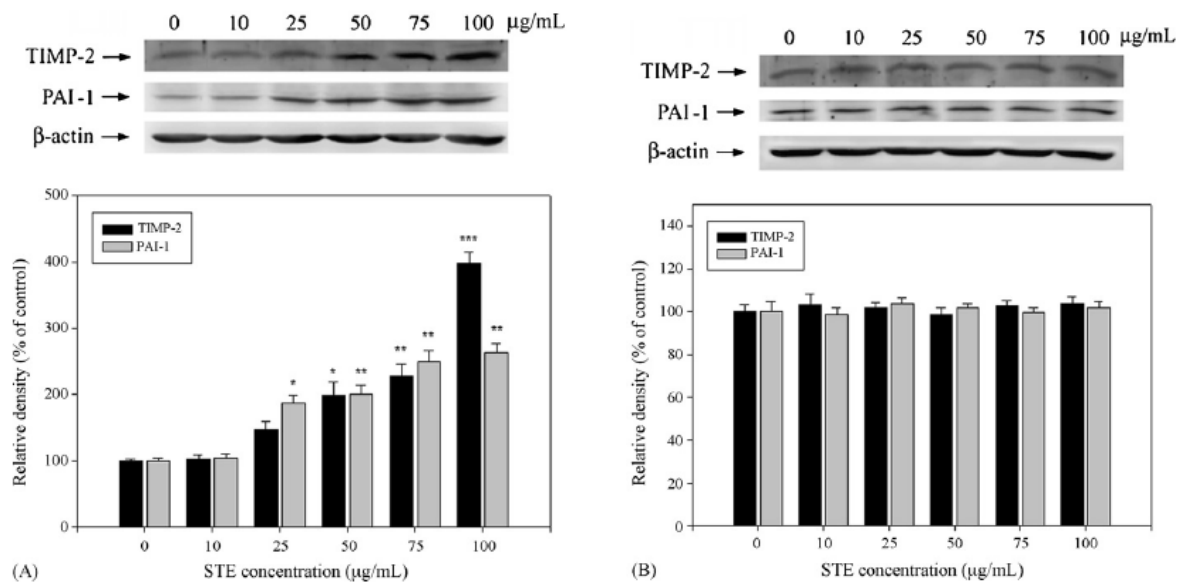 0 10 25 50 75 100 µg/mL
TIMP-2
PAI-1
β-actin
500
400
300
200
100
0
Relative density (% of control)
TIMP-2
PAI-1
*
*
**
**
**
***
**
0 10 25 50 75 100
STE concentration (µg/mL)
(A)
0 10 25 50 75 100 µg/mL
TIMP-2
PAI-1
β-actin
140
120
100
80
60
40
20
0
Relative density (% of control)
TIMP-2
PAI-1
0 10 25 50 75 100
STE concentration (µg/mL)
(B)